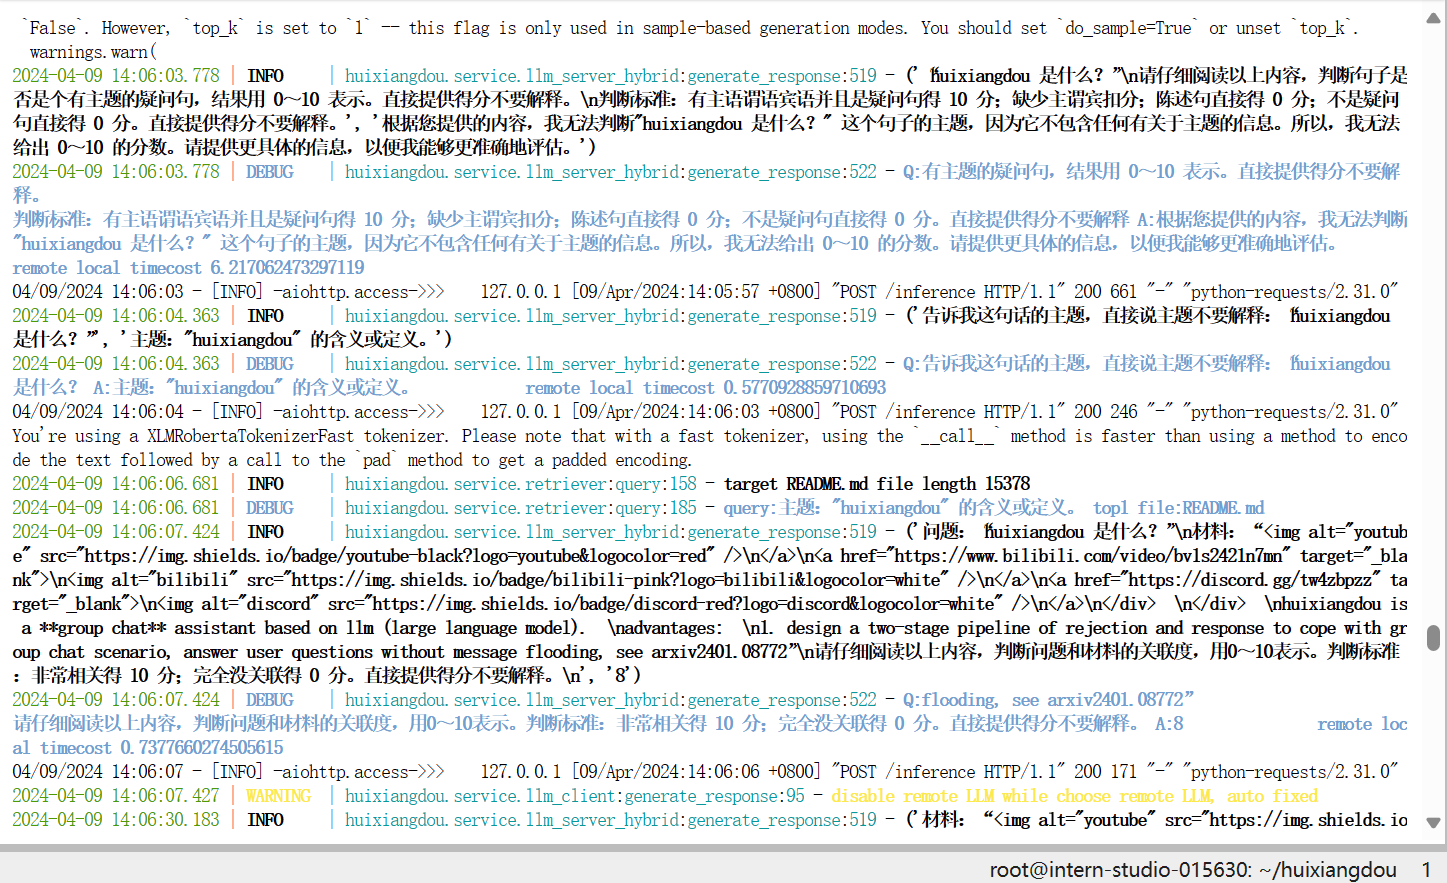 `False`. However, `top_k` is set to `1` -- this flag is only used in sample-based generation modes. You should set `do_sample=True` or unset `top_k`.
warnings.warn(
2024-04-09 14:06:03.778 | INFO     | huixiangdou.service.llm_server_hybrid:generate_response:519 - ('“huixiangdou 是什么？”\n请仔细阅读以上内容，判断句子是
否是个有主题的疑问句，结果用 0～10 表示。直接提供得分不要解释。\n判断标准：有主语谓语宾语并且是疑问句得 10 分；缺少主谓宾扣分；陈述句直接得 0 分；不是疑问
句直接得 0 分。直接提供得分不要解释。', '根据您提供的内容，我无法判断"huixiangdou 是什么？" 这个句子的主题，因为它不包含任何有关于主题的信息。所以，我无法
给出 0～10 的分数。请提供更具体的信息，以便我能够更准确地评估。')
2024-04-09 14:06:03.778 | DEBUG    | huixiangdou.service.llm_server_hybrid:generate_response:522 - Q:有主题的疑问句，结果用 0～10 表示。直接提供得分不要解
释。
判断标准：有主语谓语宾语并且是疑问句得 10 分；缺少主谓宾扣分；陈述句直接得 0 分；不是疑问句直接得 0 分。直接提供得分不要解释 A:根据您提供的内容，我无法判断
"huixiangdou 是什么？" 这个句子的主题，因为它不包含任何有关于主题的信息。所以，我无法给出 0～10 的分数。请提供更具体的信息，以便我能够更准确地评估。
remote local timecost 6.217062473297119
04/09/2024 14:06:03 - [INFO] -aiohttp.access->>>    127.0.0.1 [09/Apr/2024:14:05:57 +0800] "POST /inference HTTP/1.1" 200 661 "-" "python-requests/2.31.0"
2024-04-09 14:06:04.363 | INFO     | huixiangdou.service.llm_server_hybrid:generate_response:519 - ('告诉我这句话的主题，直接说主题不要解释：“huixiangdou
是什么？”', '主题："huixiangdou" 的含义或定义。')
2024-04-09 14:06:04.363 | DEBUG    | huixiangdou.service.llm_server_hybrid:generate_response:522 - Q:告诉我这句话的主题，直接说主题不要解释：“huixiangdou
是什么？ A:主题："huixiangdou" 的含义或定义。            remote local timecost 0.5770928859710693
04/09/2024 14:06:04 - [INFO] -aiohttp.access->>>    127.0.0.1 [09/Apr/2024:14:06:03 +0800] "POST /inference HTTP/1.1" 200 246 "-" "python-requests/2.31.0"
You're using a XLMRobertaTokenizerFast tokenizer. Please note that with a fast tokenizer, using the `__call__` method is faster than using a method to enco
de the text followed by a call to the `pad` method to get a padded encoding.
2024-04-09 14:06:06.681 | INFO     | huixiangdou.service.retriever:query:158 - target README.md file length 15378
2024-04-09 14:06:06.681 | DEBUG    | huixiangdou.service.retriever:query:185 - query:主题："huixiangdou" 的含义或定义。 top1 file:README.md
2024-04-09 14:06:07.424 | INFO     | huixiangdou.service.llm_server_hybrid:generate_response:519 - ('问题：“huixiangdou 是什么？”\n材料：“<img alt="youtub
e" src="https://img.shields.io/badge/youtube-black?logo=youtube&logocolor=red" />\n</a>\n<a href="https://www.bilibili.com/video/bv1s2421n7mn" target="_bla
nk">\n<img alt="bilibili" src="https://img.shields.io/badge/bilibili-pink?logo=bilibili&logocolor=white" />\n</a>\n<a href="https://discord.gg/tw4zbpzz" ta
rget="_blank">\n<img alt="discord" src="https://img.shields.io/badge/discord-red?logo=discord&logocolor=white" />\n</a>\n</div>  \n</div>  \nhuixiangdou is
a **group chat** assistant based on llm (large language model).  \nadvantages:  \n1. design a two-stage pipeline of rejection and response to cope with gr
oup chat scenario, answer user questions without message flooding, see arxiv2401.08772”\n请仔细阅读以上内容，判断问题和材料的关联度，用0～10表示。判断标准
：非常相关得 10 分；完全没关联得 0 分。直接提供得分不要解释。\n', '8')
2024-04-09 14:06:07.424 | DEBUG    | huixiangdou.service.llm_server_hybrid:generate_response:522 - Q:flooding, see arxiv2401.08772”
请仔细阅读以上内容，判断问题和材料的关联度，用0～10表示。判断标准：非常相关得 10 分；完全没关联得 0 分。直接提供得分不要解释。 A:8               remote loc
al timecost 0.7377660274505615
04/09/2024 14:06:07 - [INFO] -aiohttp.access->>>    127.0.0.1 [09/Apr/2024:14:06:06 +0800] "POST /inference HTTP/1.1" 200 171 "-" "python-requests/2.31.0"
2024-04-09 14:06:07.427 | WARNING  | huixiangdou.service.llm_client:generate_response:95 - disable remote LLM while choose remote LLM, auto fixed
2024-04-09 14:06:30.183 | INFO     | huixiangdou.service.llm_server_hybrid:generate_response:519 - ('材料：“<img alt="youtube" src="https://img.shields.io
root@intern-studio-015630: ~/huixiangdou    1